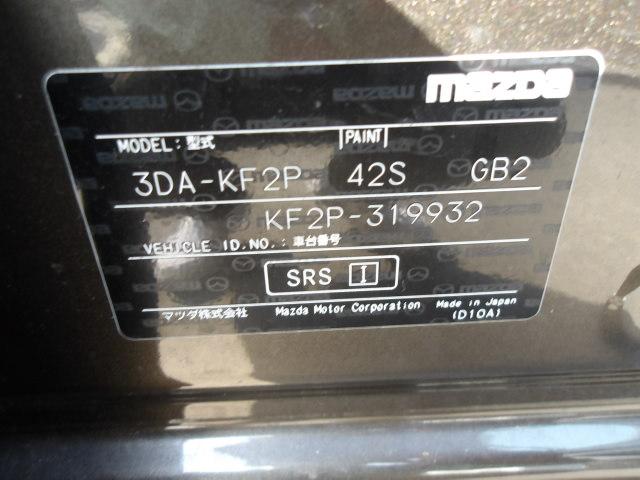 mazda
MODEL:型式 PAINT
3DA-KF2P 42S GB2
KF2P-319932
VEHICLE ID.NO.:車台番号
SRS I
マツダ株式会社 Mazda Motor Corporation Made in Japan
(D10A)